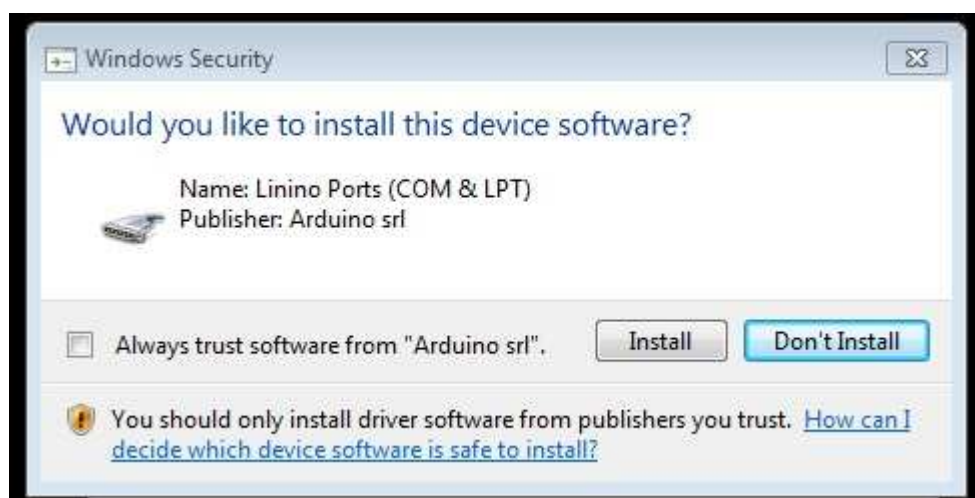 Windows Security
Would you like to install this device software?
Name: Linino Ports (COM & LPT)
Publisher: Arduino srl
Always trust software from "Arduino srl".
Install
Don't Install
You should only install driver software from publishers you trust. How can I
decide which device software is safe to install?